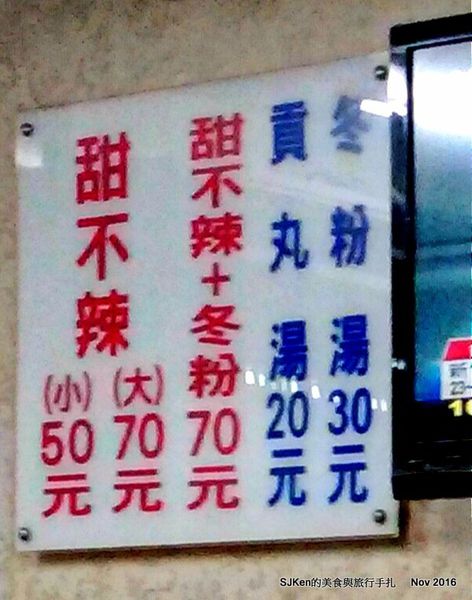 冬粉湯30元
貢丸湯20元
甜不辣+冬粉70元
甜不辣
(大)70元
(小)50元
SJKen的美食與旅行手扎 Nov 2016